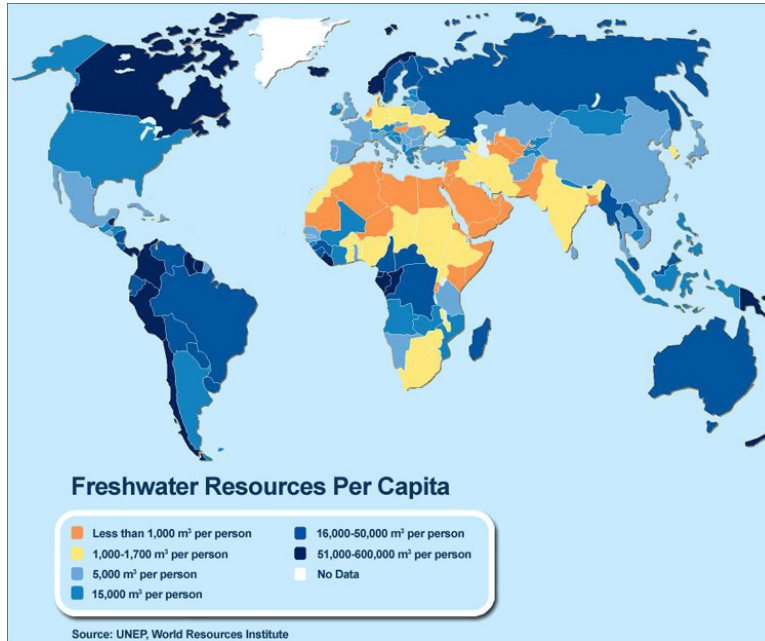 Freshwater Resources Per Capita
Less than 1,000 m³ per person
1,000-1,700 m³ per person
5,000 m³ per person
15,000 m³ per person
16,000-50,000 m³ per person
51,000-600,000 m³ per person
No Data
Source: UNEP, World Resources Institute